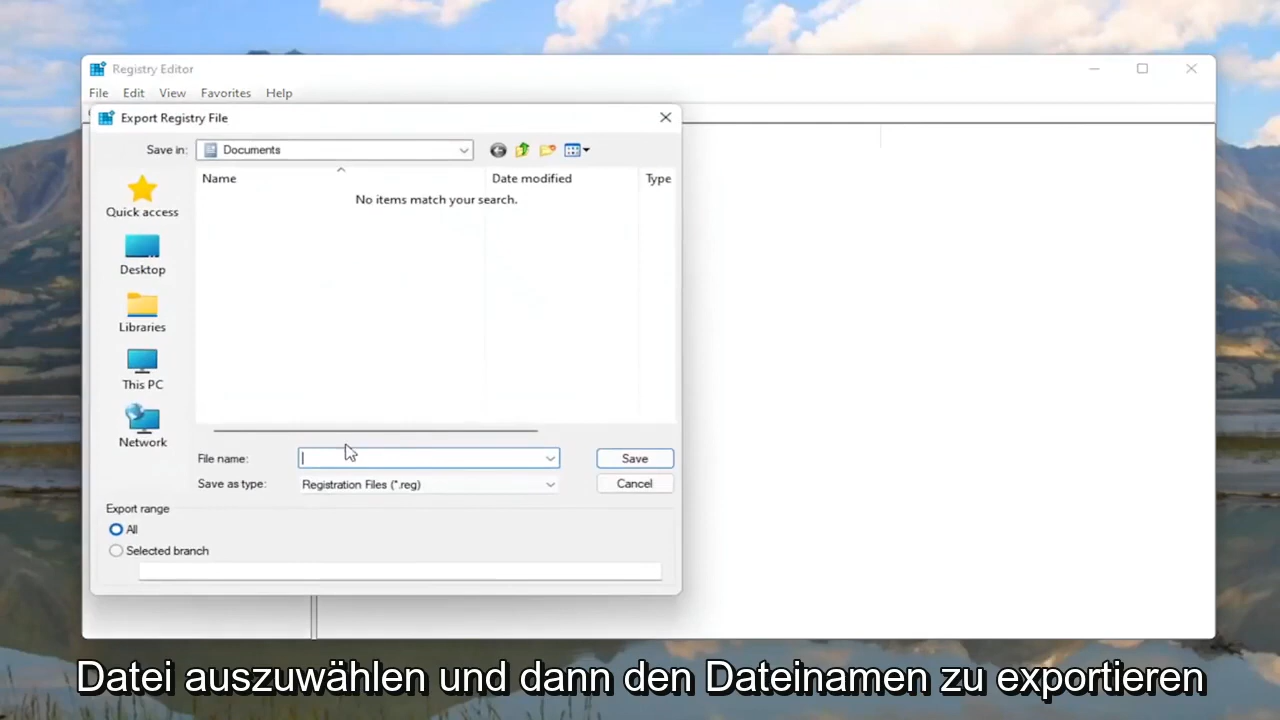 Registry Editor
File Edit View Favorites Help
Export Registry File
Save in: Documents
Name Date modified Type
No items match your search.
Quick access
Desktop
Libraries
This PC
Network
File name: Save
Save as type: Registration Files (*.reg) Cancel
Export range
All
Selected branch
Datei auszuwählen und dann den Dateinamen zu exportieren